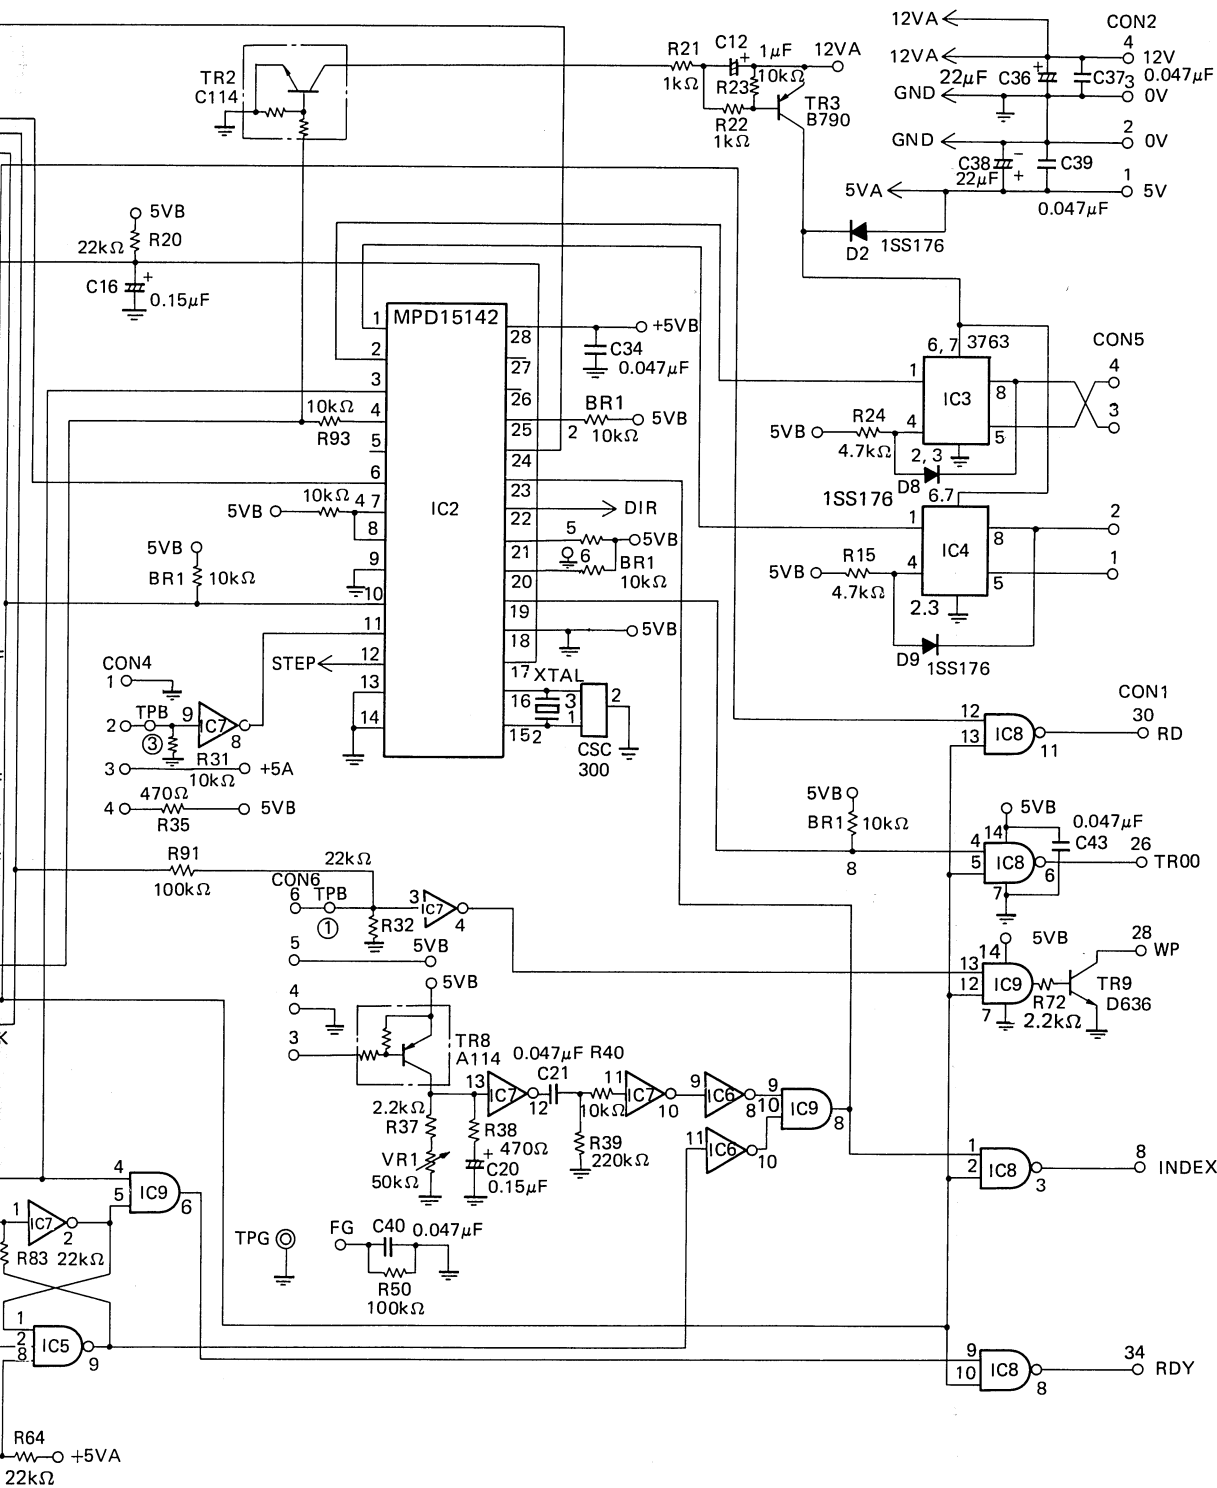 12VA
CON2
4
12VA
12V
22µF
C36
+
C37
0.047µF
3
GND
0V
2
GND
0V
C38
−
22µF
+
C39
1
5VA
5V
0.047µF
R21
1kΩ
C12
+
1µF
12VA
10kΩ
R23
R22
1kΩ
TR3
B790
D2
1SS176
TR2
C114
5VB
22kΩ
R20
C16
+
0.15µF
MPD15142
IC2
1
2
3
4
5
6
7
8
9
10
11
12
13
14
28
27
26
25
24
23
22
21
20
19
18
17
16
15
+5VB
C34
0.047µF
BR1
5VB
2
10kΩ
DIR
5
5VB
6
BR1
10kΩ
5VB
XTAL
3
1
2
2
CSC
300
10kΩ
R93
10kΩ
5VB
4
5VB
BR1
10kΩ
STEP
6, 7
3763
CON5
1
IC3
8
4
5
4
3
R24
5VB
4.7kΩ
2, 3
D8
1SS176
6.7
1
IC4
8
4
5
2
1
R15
5VB
4.7kΩ
2.3
D9
1SS176
CON4
1
2
TPB
③
9
IC7
8
R31
10kΩ
3
+5A
470Ω
4
5VB
R35
R91
100kΩ
22kΩ
CON6
6
TPB
①
3
IC7
4
R32
5
5VB
5VB
4
3
TR8
A114
2.2kΩ
R37
VR1
50kΩ
R38
470Ω
+
C20
0.15µF
13
IC7
12
0.047µF
C21
R40
10kΩ
R39
220kΩ
11
IC7
10
9
IC6
8
11
IC6
10
9
10
IC9
8
CON1
12
13
IC8
11
30
RD
5VB
BR1
10kΩ
8
5VB
14
0.047µF
C43
4
5
IC8
6
7
26
TR00
5VB
14
13
12
IC9
7
R72
2.2kΩ
TR9
D636
28
WP
1
2
IC8
3
8
INDEX
4
5
IC9
6
1
IC7
2
R83
22kΩ
TPG
FG
C40
0.047µF
R50
100kΩ
1
2
8
IC5
9
9
10
IC8
8
34
RDY
R64
+5VA
22kΩ
K